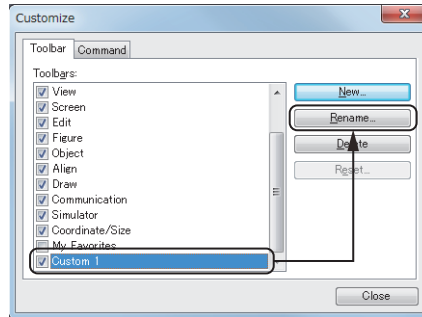 Customize
Toolbar Command
Toolbars:
View
Screen
Edit
Figure
Object
Align
Draw
Communication
Simulator
Coordinate/Size
My Favorites
Custom 1
New...
Rename...
Delete
Reset...
Close